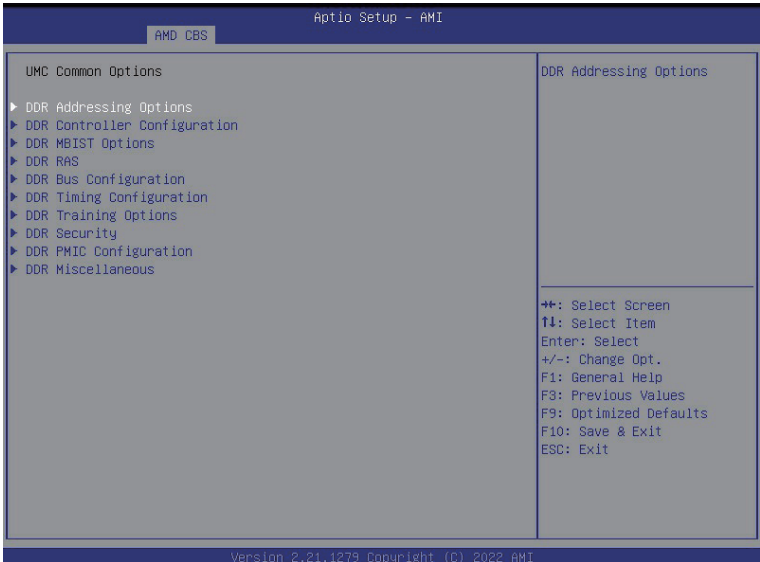 Aptio Setup – AMI
AMD CBS
UMC Common Options
DDR Addressing Options
DDR Controller Configuration
DDR MBIST Options
DDR RAS
DDR Bus Configuration
DDR Timing Configuration
DDR Training Options
DDR Security
DDR PMIC Configuration
DDR Miscellaneous
DDR Addressing Options
→←: Select Screen
↑↓: Select Item
Enter: Select
+/-: Change Opt.
F1: General Help
F3: Previous Values
F9: Optimized Defaults
F10: Save & Exit
ESC: Exit
Version 2.21.1279 Copyright (C) 2022 AMI